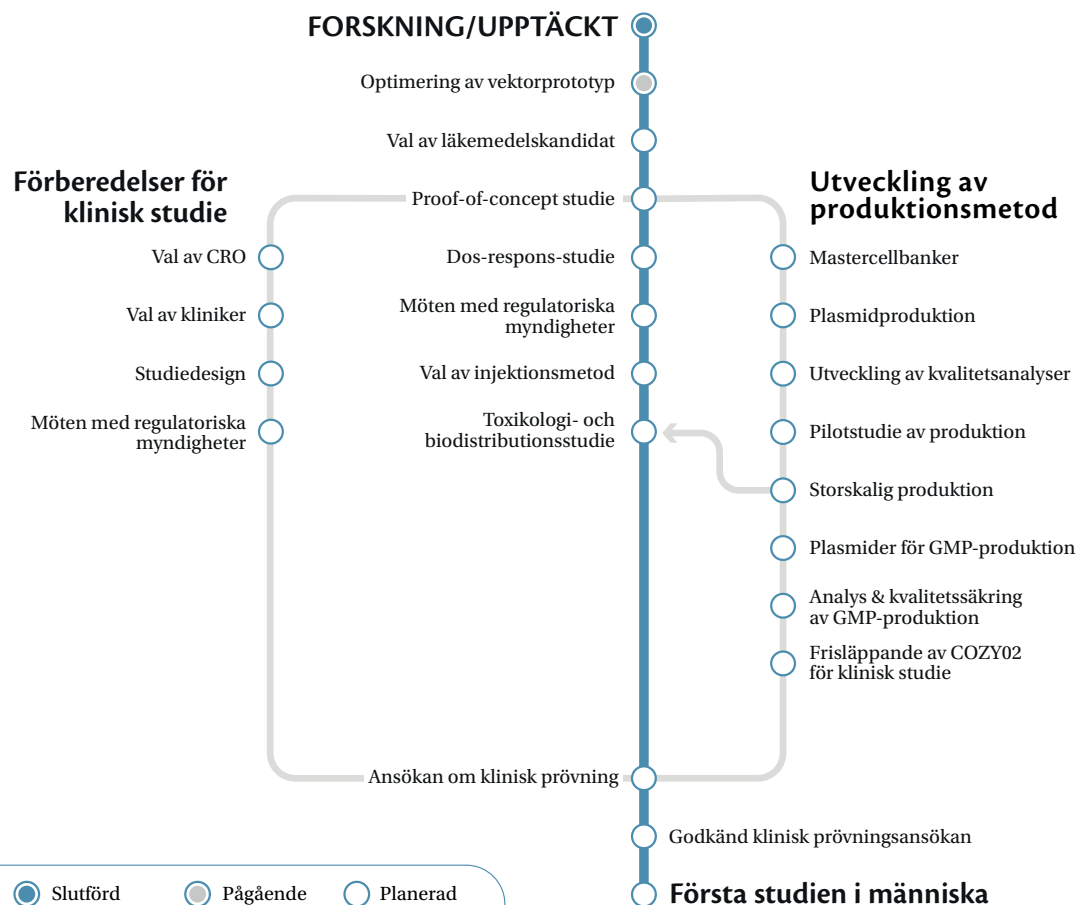 FORSKNING/UPPTÄCKT
Optimering av vektorprototyp
Val av läkemedelskandidat
Proof-of-concept studie
Dos-respons-studie
Möten med regulatoriska
myndigheter
Val av injektionsmetod
Toxikologi- och
biodistributionsstudie
Förberedelser för
klinisk studie
Val av CRO
Val av kliniker
Studiedesign
Möten med regulatoriska
myndigheter
Utveckling av
produktionsmetod
Mastercellbanker
Plasmidproduktion
Utveckling av kvalitetsanalyser
Pilotstudie av produktion
Storskalig produktion
Plasmider för GMP-produktion
Analys & kvalitetssäkring
av GMP-produktion
Frisläppande av COZY02
för klinisk studie
Ansökan om klinisk prövning
Godkänd klinisk prövningsansökan
Första studien i människa
Slutförd
Pågående
Planerad